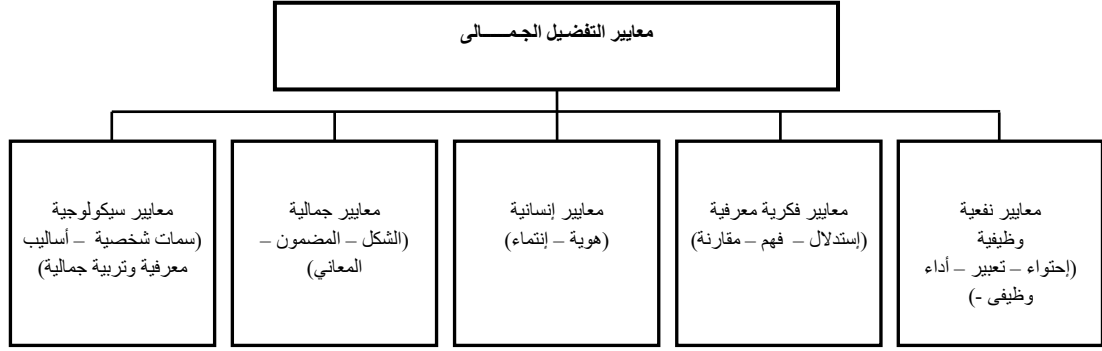 معايير التفضيل الجمــــالى
معايير نفعية
وظيفية
(إحتواء – تعبير – أداء
وظيفى -)
معايير فكرية معرفية
(إستدلال – فهم – مقارنة)
معايير إنسانية
(هوية – إنتماء)
معايير جمالية
(الشكل – المضمون –
المعاني)
معايير سيكولوجية
(سمات شخصية – أساليب
معرفية وتربية جمالية)